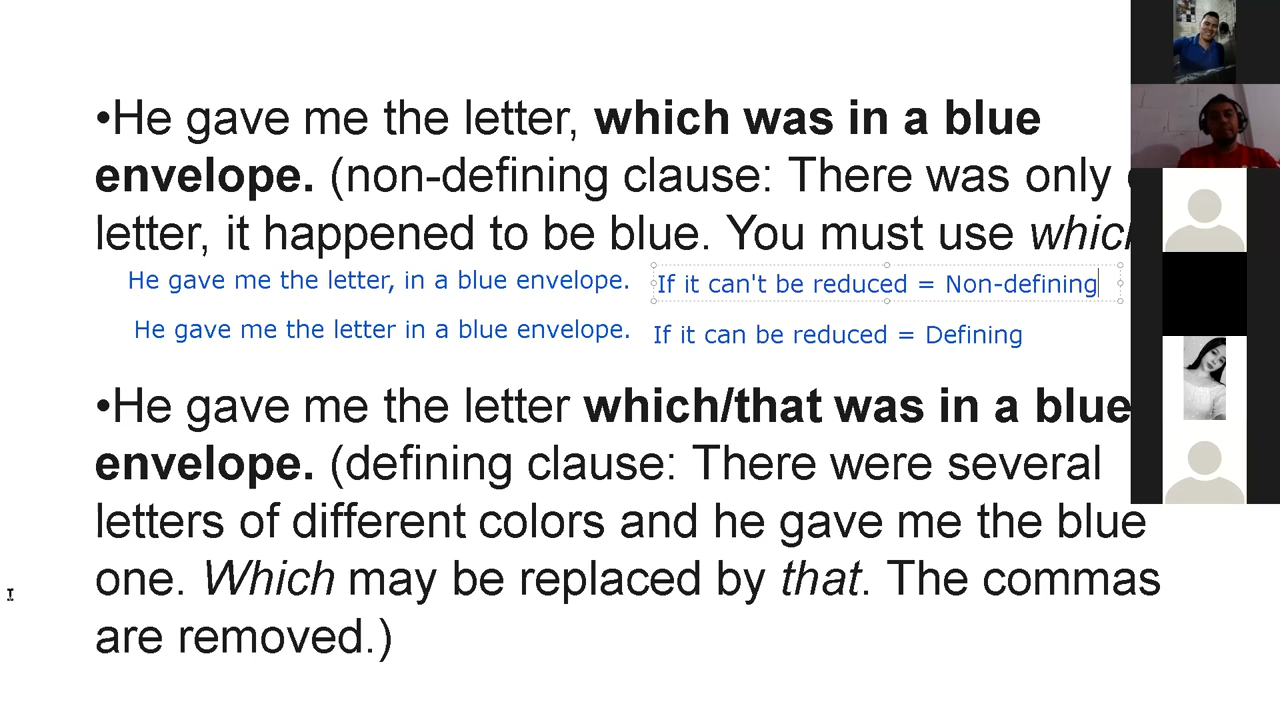 •He gave me the letter, which was in a blue
envelope. (non-defining clause: There was only
letter, it happened to be blue. You must use which
He gave me the letter, in a blue envelope. If it can't be reduced = Non-defining
He gave me the letter in a blue envelope. If it can be reduced = Defining
•He gave me the letter which/that was in a blue
envelope. (defining clause: There were several
letters of different colors and he gave me the blue
one. Which may be replaced by that. The commas
are removed.)